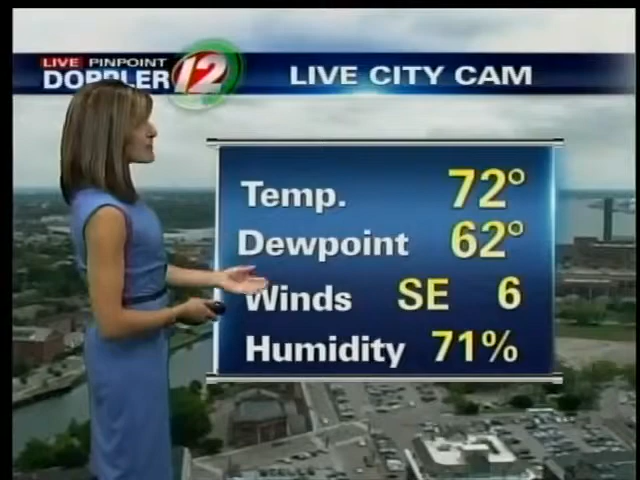 LIVE PINPOINT
DOPPLER 12
LIVE CITY CAM
Temp. 72°
Dewpoint 62°
Winds SE 6
Humidity 71%